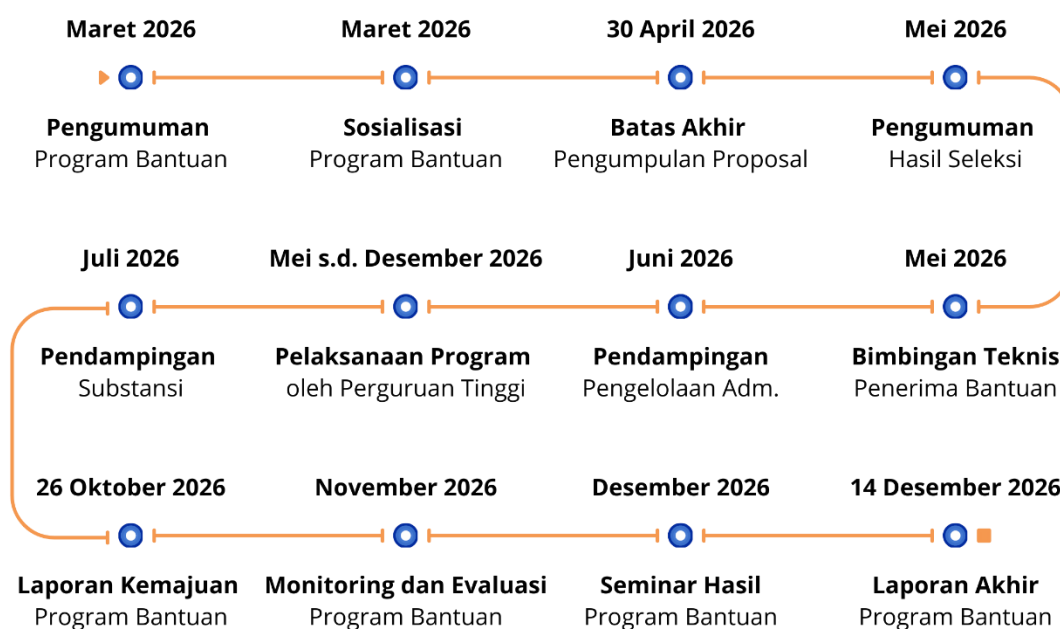 Maret 2026
Pengumuman
Program Bantuan
Maret 2026
Sosialisasi
Program Bantuan
30 April 2026
Batas Akhir
Pengumpulan Proposal
Mei 2026
Pengumuman
Hasil Seleksi
Mei 2026
Bimbingan Teknis
Penerima Bantuan
Juni 2026
Pendampingan
Pengelolaan Adm.
Mei s.d. Desember 2026
Pelaksanaan Program
oleh Perguruan Tinggi
Juli 2026
Pendampingan
Substansi
26 Oktober 2026
Laporan Kemajuan
Program Bantuan
November 2026
Monitoring dan Evaluasi
Program Bantuan
Desember 2026
Seminar Hasil
Program Bantuan
14 Desember 2026
Laporan Akhir
Program Bantuan